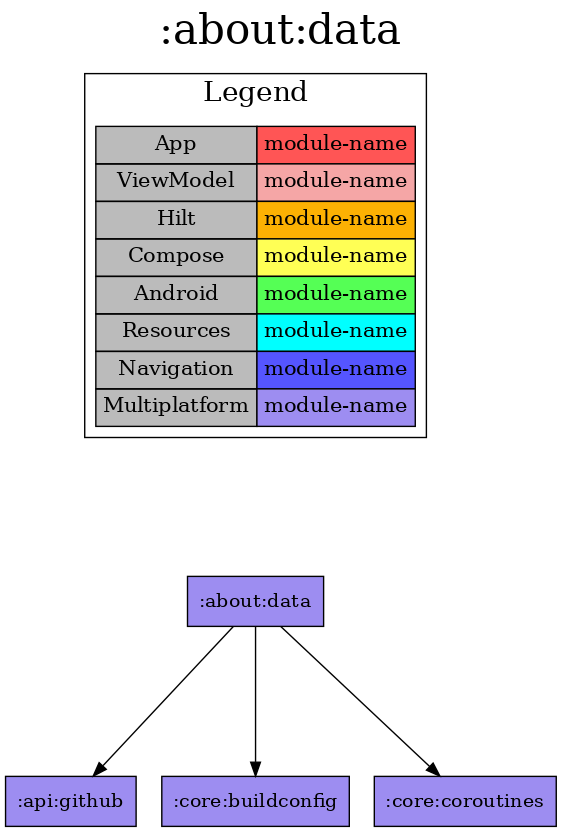 :about:data
Legend
App module-name
ViewModel module-name
Hilt module-name
Compose module-name
Android module-name
Resources module-name
Navigation module-name
Multiplatform module-name
:about:data
:api:github :core:buildconfig :core:coroutines